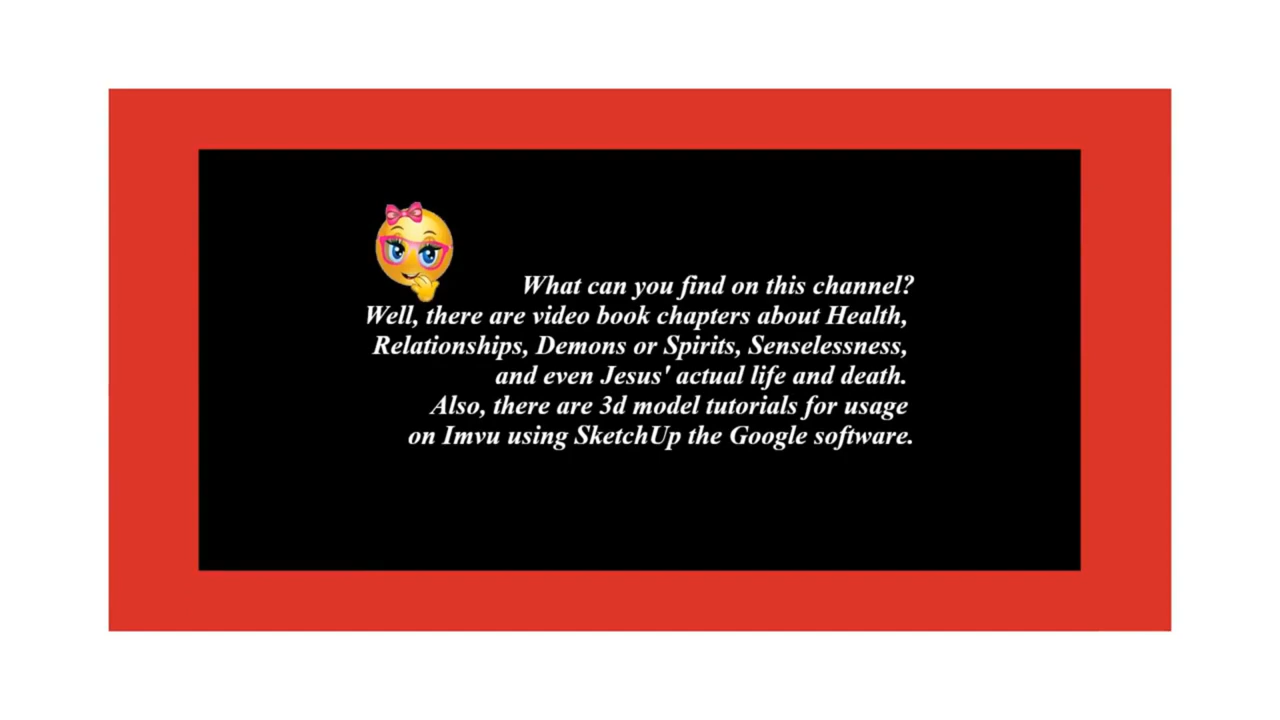 What can you find on this channel?
Well, there are video book chapters about Health,
Relationships, Demons or Spirits, Senselessness,
and even Jesus' actual life and death.
Also, there are 3d model tutorials for usage
on Imvu using SketchUp the Google software.